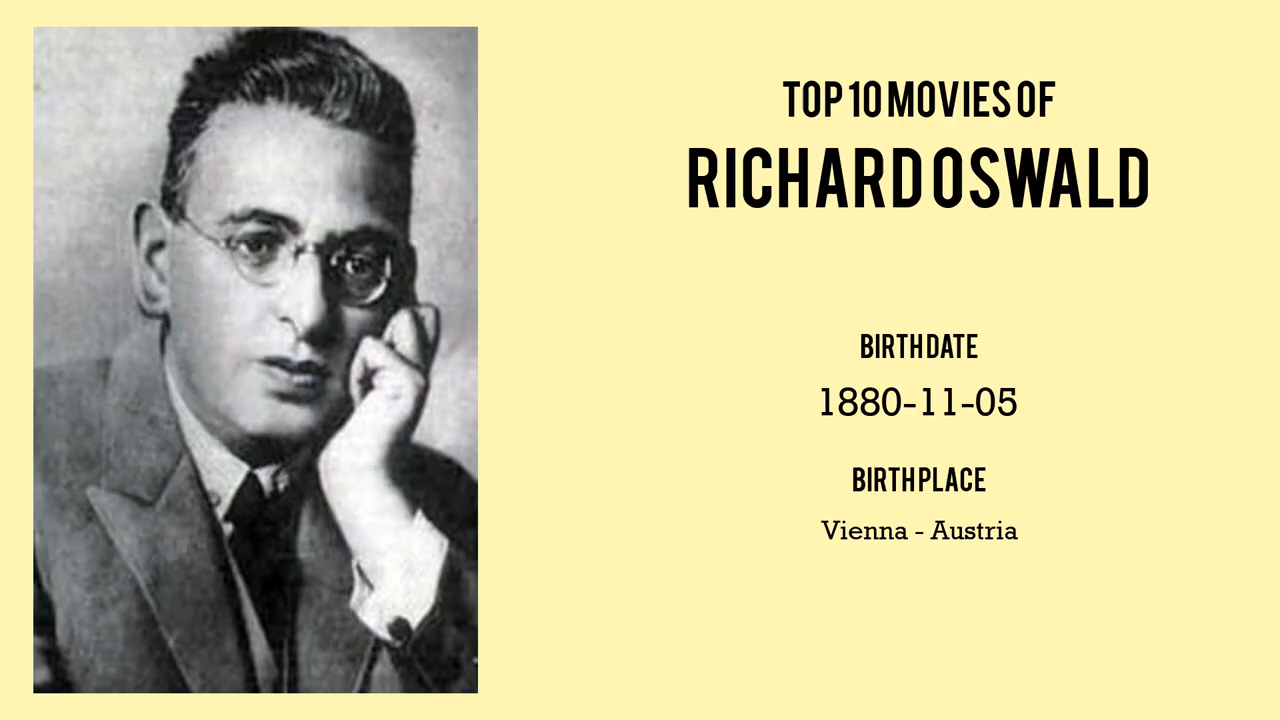 TOP 10 MOVIES OF
RICHARD OSWALD
BIRTHDATE
1880-11-05
BIRTHPLACE
Vienna - Austria